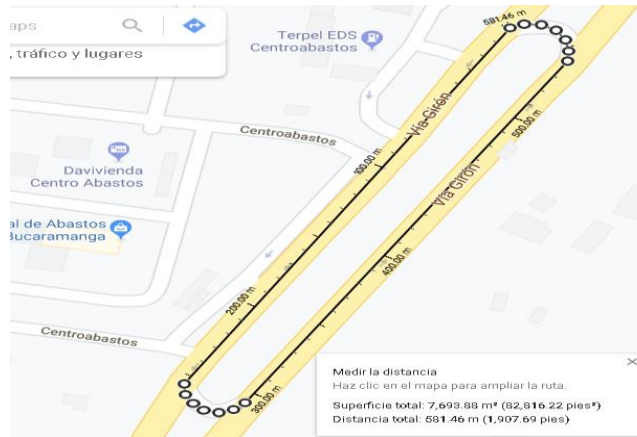 aps
, tráfico y lugares
Terpel EDS
Centroabastos
581.46 m
Vía Girón
500.00 m
Centroabastos
100.00 m
Davivienda
Centro Abastos
Vía Girón
al de Abastos
Bucaramanga
400.00 m
200.00 m
Centroabastos
300.00 m
Medir la distancia
Haz clic en el mapa para ampliar la ruta.
Superficie total: 7,693.88 m² (82,816.22 pies²)
Distancia total: 581.46 m (1,907.69 pies)